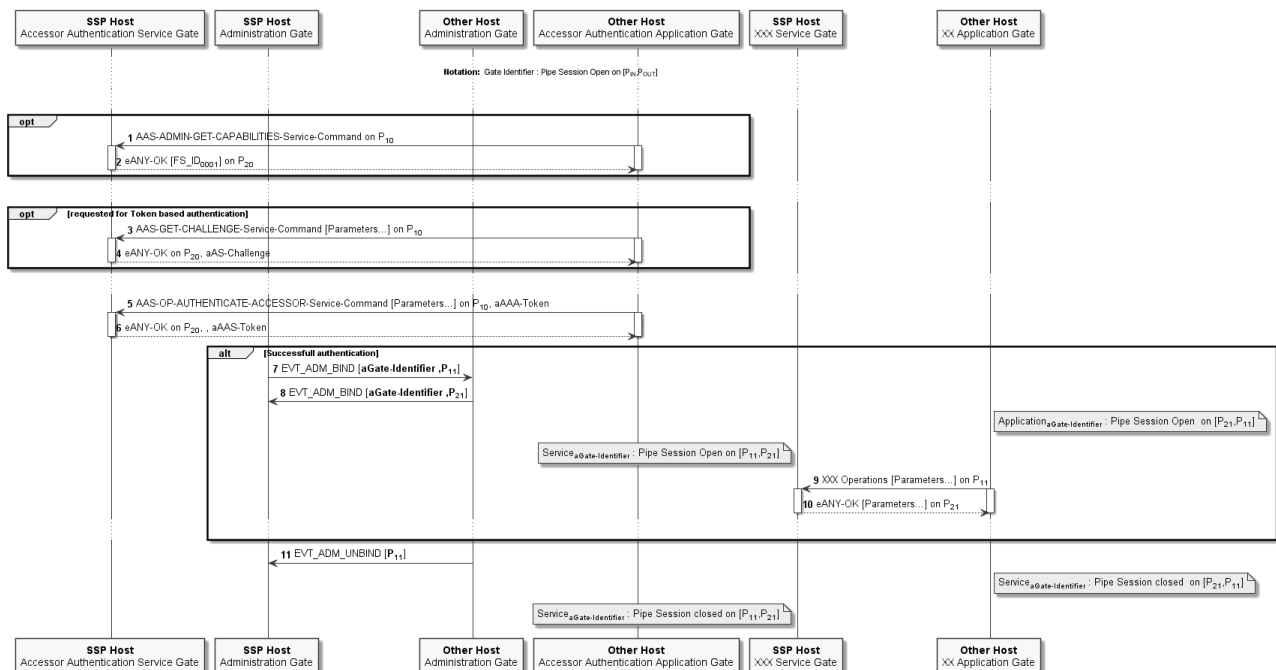 SSP Host
Accessor Authentication Service Gate
SSP Host
Administration Gate
Other Host
Administration Gate
Other Host
Accessor Authentication Application Gate
SSP Host
XXX Service Gate
Other Host
XX Application Gate
Notation: Gate Identifier : Pipe Session Open on [PIN,POUT]
opt
1 AAS-ADMIN-GET-CAPABILITIES-Service-Command on P10
2 eANY-OK [FS_ID0001] on P20
opt [requested for Token based authentication]
3 AAS-GET-CHALLENGE-Service-Command [Parameters...] on P10
4 eANY-OK on P20, aAS-Challenge
5 AAS-OP-AUTHENTICATE-ACCESSOR-Service-Command [Parameters...] on P10, aAAA-Token
6 eANY-OK on P20, , aAAS-Token
alt [Successfull authentication]
7 EVT_ADM_BIND [aGate-Identifier ,P11]
8 EVT_ADM_BIND [aGate-Identifier ,P21]
ApplicationaGate-Identifier : Pipe Session Open on [P21,P11]
ServiceaGate-Identifier : Pipe Session Open on [P11,P21]
9 XXX Operations [Parameters...] on P11
10 eANY-OK [Parameters...] on P21
11 EVT_ADM_UNBIND [P11]
ServiceaGate-Identifier : Pipe Session closed on [P21,P11]
ServiceaGate-Identifier : Pipe Session closed on [P11,P21]
SSP Host
Accessor Authentication Service Gate
SSP Host
Administration Gate
Other Host
Administration Gate
Other Host
Accessor Authentication Application Gate
SSP Host
XXX Service Gate
Other Host
XX Application Gate